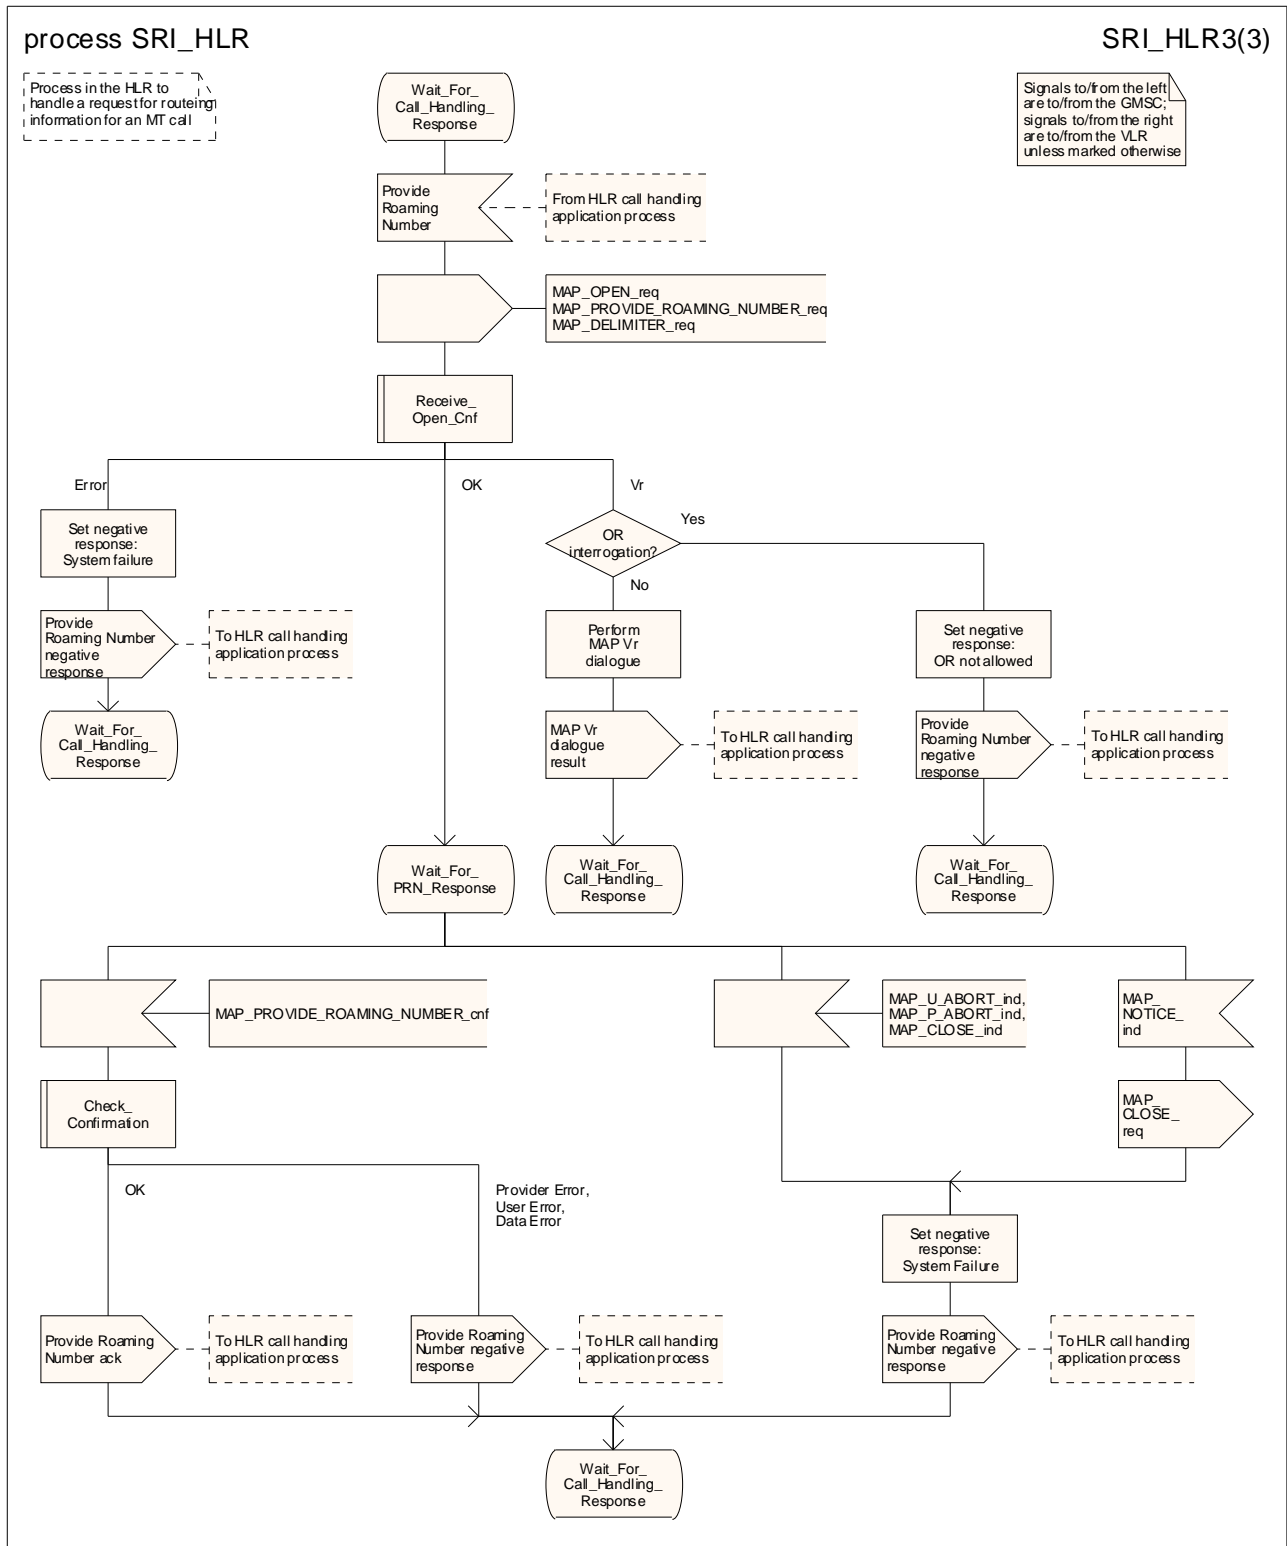 process SRI_HLR
SRI_HLR3(3)
Process in the HLR to
handle a request for routeing
information for an MT call
Wait_For_
Call_Handling_
Response
Signals to/from the left
are to/from the GMSC;
signals to/from the right
are to/from the VLR
unless marked otherwise
Provide
Roaming
Number
From HLR call handling
application process
MAP_OPEN_req
MAP_PROVIDE_ROAMING_NUMBER_req
MAP_DELIMITER_req
Receive_
Open_Cnf
Error
OK
Vr
Set negative
response:
System failure
OR
interrogation?
Yes
No
Provide
Roaming Number
negative
response
To HLR call handling
application process
Perform
MAP Vr
dialogue
Set negative
response:
OR not allowed
Wait_For_
Call_Handling_
Response
MAP Vr
dialogue
result
To HLR call handling
application process
Provide
Roaming Number
negative
response
To HLR call handling
application process
Wait_For_
PRN_Response
Wait_For_
Call_Handling_
Response
Wait_For_
Call_Handling_
Response
MAP_PROVIDE_ROAMING_NUMBER_cnf
MAP_U_ABORT_ind,
MAP_P_ABORT_ind,
MAP_CLOSE_ind
MAP_
NOTICE_
ind
Check_
Confirmation
MAP_
CLOSE_
req
OK
Provider Error,
User Error,
Data Error
Set negative
response:
System Failure
Provide Roaming
Number ack
To HLR call handling
application process
Provide Roaming
Number negative
response
To HLR call handling
application process
Provide Roaming
Number negative
response
To HLR call handling
application process
Wait_For_
Call_Handling_
Response